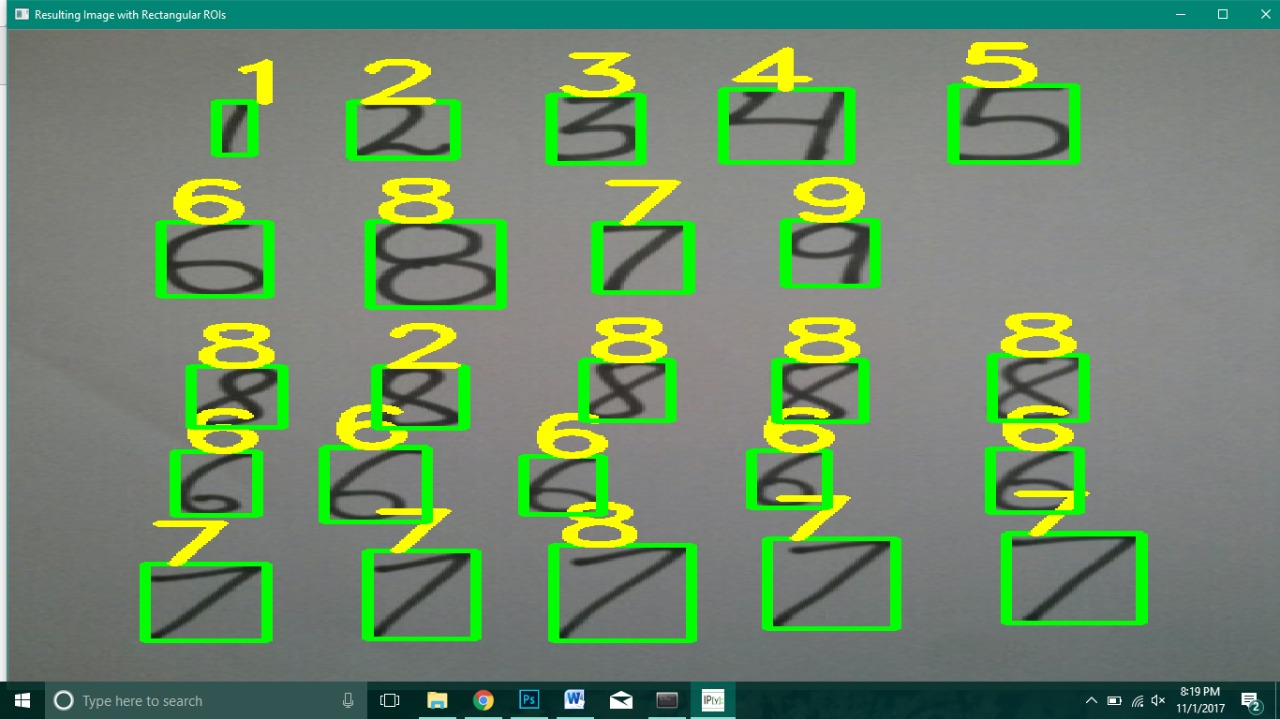 Resulting Image with Rectangular ROIs
1 2 3 4 5
1 2 3 4 5
6 8 7 9
6 8 7 9
8 2 8 8 8
8 8 8 8 8
6 6 6 6 6
6 6 6 6 6
7 7 8 7 7
7 7 7 7 7
Type here to search
Ps
W
IP[y]:
8:19 PM
11/1/2017
2